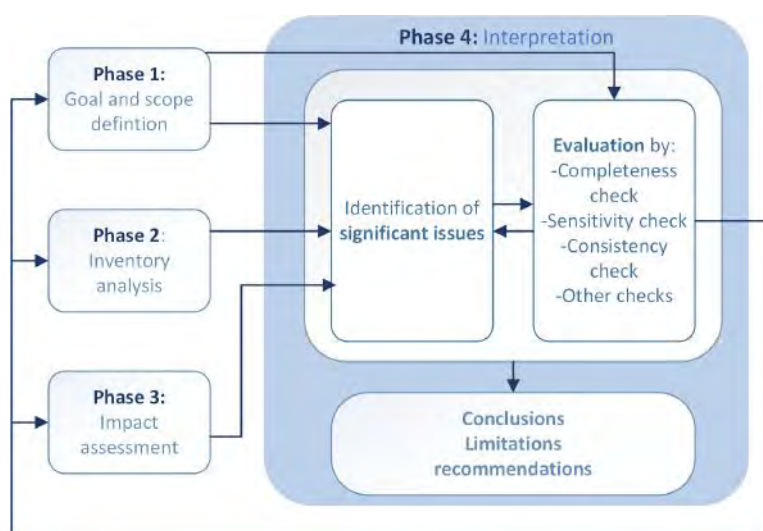 Phase 4: Interpretation
Phase 1:
Goal and scope
defintion
Phase 2:
Inventory
analysis
Phase 3:
Impact
assessment
Identification of
significant issues
Evaluation by:
-Completeness
check
-Sensitivity check
-Consistency
check
-Other checks
Conclusions
Limitations
recommendations